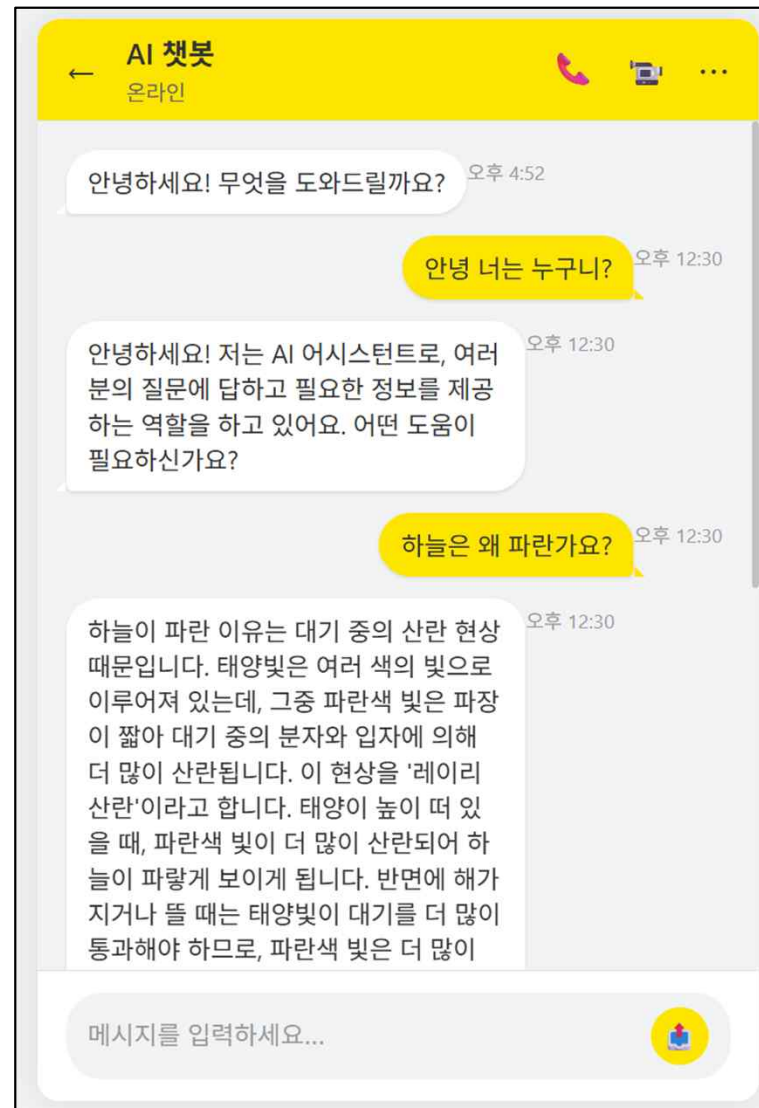 AI 챗봇
온라인
안녕하세요! 무엇을 도와드릴까요?
오후 4:52
안녕 너는 누구니?
오후 12:30
안녕하세요! 저는 AI 어시스턴트로, 여러
분의 질문에 답하고 필요한 정보를 제공
하는 역할을 하고 있어요. 어떤 도움이
필요하신가요?
오후 12:30
하늘은 왜 파란가요?
오후 12:30
하늘이 파란 이유는 대기 중의 산란 현상
때문입니다. 태양빛은 여러 색의 빛으로
이루어져 있는데, 그중 파란색 빛은 파장
이 짧아 대기 중의 분자와 입자에 의해
더 많이 산란됩니다. 이 현상을 '레이리
산란'이라고 합니다. 태양이 높이 떠 있
을 때, 파란색 빛이 더 많이 산란되어 하
늘이 파랗게 보이게 됩니다. 반면에 해가
지거나 뜰 때는 태양빛이 대기를 더 많이
통과해야 하므로, 파란색 빛은 더 많이
오후 12:30
메시지를 입력하세요...